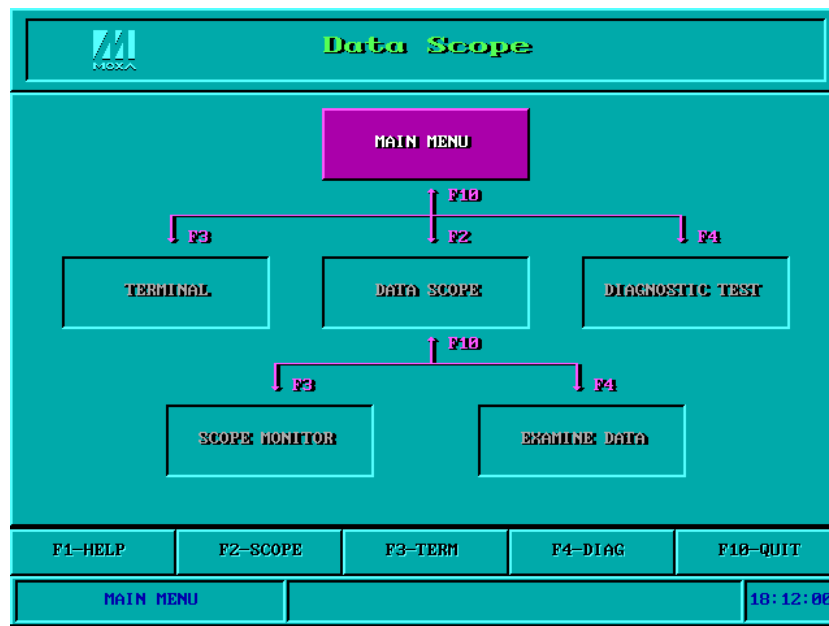 MOXA
Data Scope
MAIN MENU
F10
F3 F2 F4
TERMINAL DATA SCOPE DIAGNOSTIC TEST
F10
F3 F4
SCOPE MONITOR EXAMINE DATA
F1-HELP F2-SCOPE F3-TERM F4-DIAG F10-QUIT
MAIN MENU 18:12:00